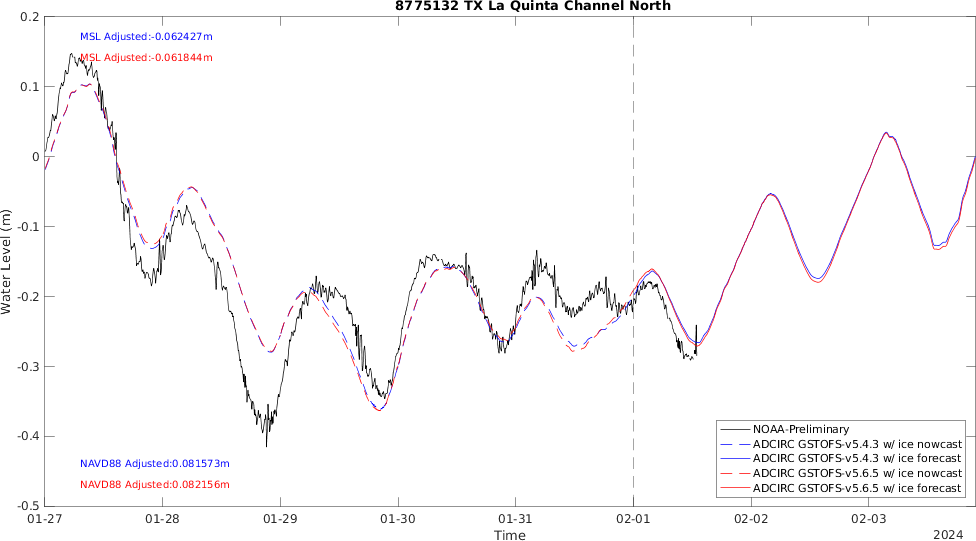 8775132 TX La Quinta Channel North
MSL Adjusted:-0.062427m
MSL Adjusted:-0.061844m
0.2
0.1
0
-0.1
-0.2
-0.3
-0.4
-0.5
Water Level (m)
NAVD88 Adjusted:0.081573m
NAVD88 Adjusted:0.082156m
NOAA-Preliminary
ADCIRC GSTOFS-v5.4.3 w/ ice nowcast
ADCIRC GSTOFS-v5.4.3 w/ ice forecast
ADCIRC GSTOFS-v5.6.5 w/ ice nowcast
ADCIRC GSTOFS-v5.6.5 w/ ice forecast
01-27 01-28 01-29 01-30 01-31 02-01 02-02 02-03
Time
2024